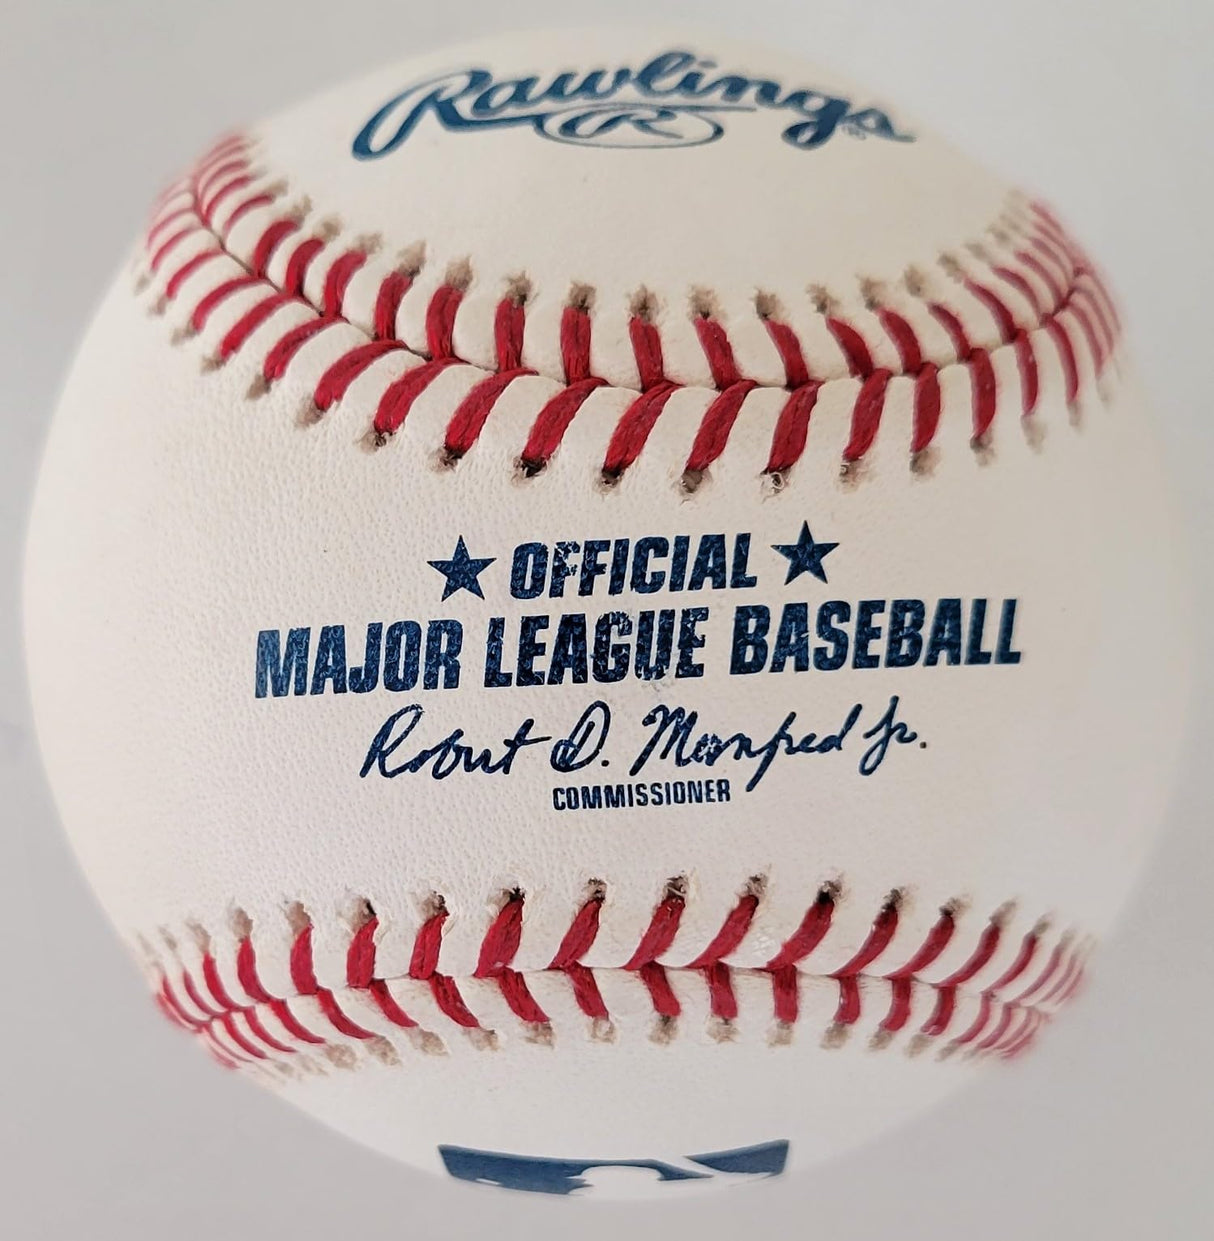 Rawlings
R
★ OFFICIAL ★
MAJOR LEAGUE BASEBALL
Robert D. Manfred Jr.
COMMISSIONER